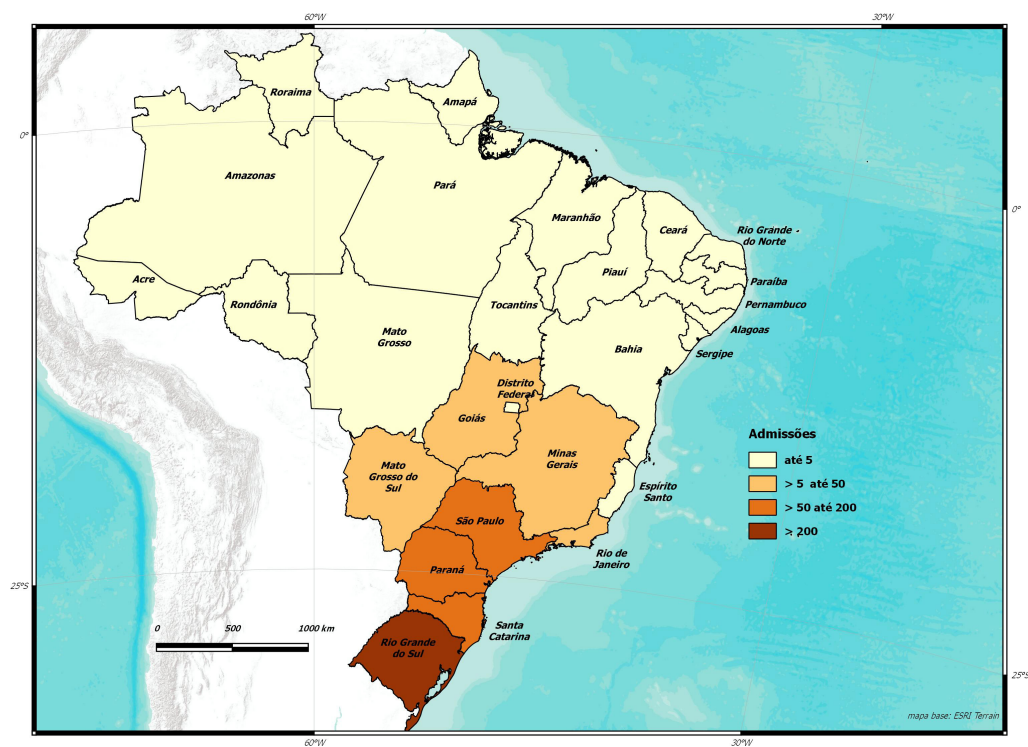 60°W
30°W
Roraima
Amapá
0°
Amazonas
Pará
0°
Maranhão
Ceará
Rio Grande
do Norte
Acre
Piauí
Paraíba
Rondônia
Tocantins
Pernambuco
Mato
Grosso
Alagoas
Bahia
Sergipe
Distrito
Federal
Goiás
Admissões
até 5
Minas
Gerais
Mato
Grosso do
Sul
> 5 até 50
Espírito
Santo
> 50 até 200
São Paulo
> 200
Rio de
Janeiro
Paraná
25°S
0
500
1000 km
Santa
Catarina
Rio Grande
do Sul
25°S
mapa base: ESRI Terrain
60°W
30°W